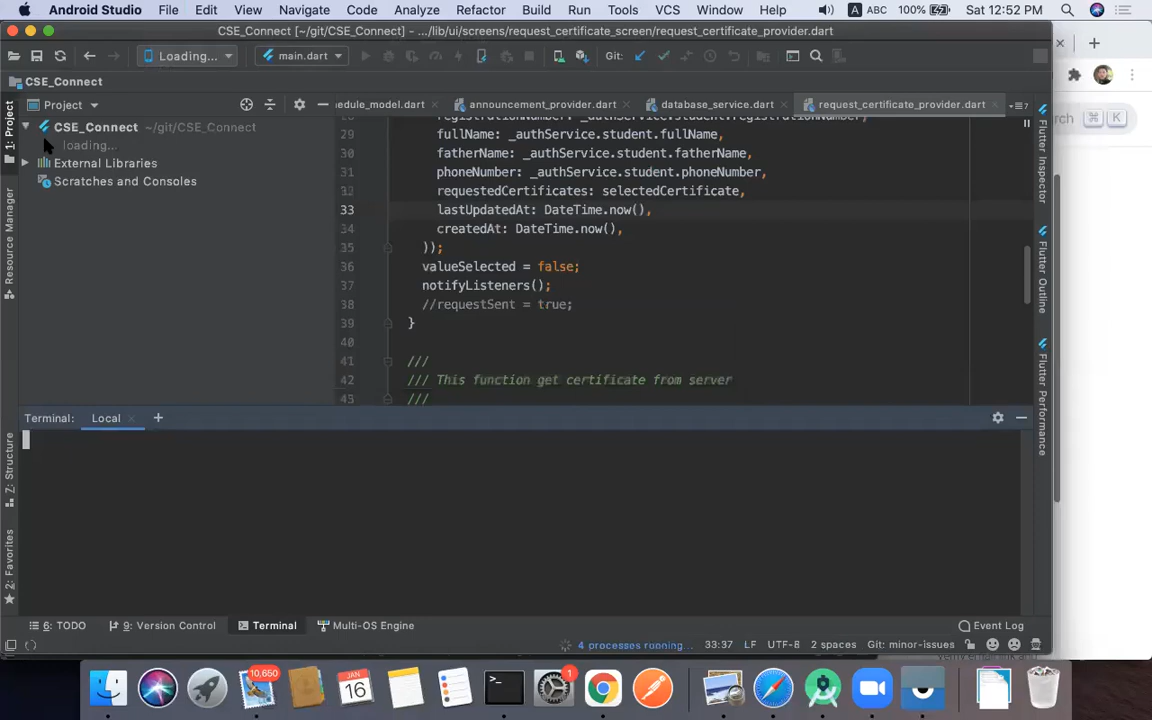 Android Studio File Edit View Navigate Code Analyze Refactor Build Run Tools VCS Window Help A ABC 100% Sat 12:52 PM
CSE_Connect [~/git/CSE_Connect] - .../lib/ui/screens/request_certificate_screen/request_certificate_provider.dart
Loading... main.dart Git:
CSE_Connect
Project
edule_model.dart announcement_provider.dart database_service.dart request_certificate_provider.dart
CSE_Connect ~/git/CSE_Connect
loading...
External Libraries
Scratches and Consoles
29 fullName: _authService.student.fullName,
30 fatherName: _authService.student.fatherName,
31 phoneNumber: _authService.student.phoneNumber,
requestedCertificates: selectedCertificate,
33 lastUpdatedAt: DateTime.now(),
34 createdAt: DateTime.now(),
35 ));
36 valueSelected = false;
37 notifyListeners();
38 //requestSent = true;
39 }
40
41 ///
42 /// This function get certificate from server
///
1: Project
Resource Manager
Z: Structure
2: Favorites
Flutter Inspector
Flutter Outline
Flutter Performance
rch ⌘ K
Terminal: Local
6: TODO 9: Version Control Terminal Multi-OS Engine Event Log
4 processes running... 33:37 LF UTF-8 2 spaces Git: minor-issues
10,650
JAN
16
>_
1